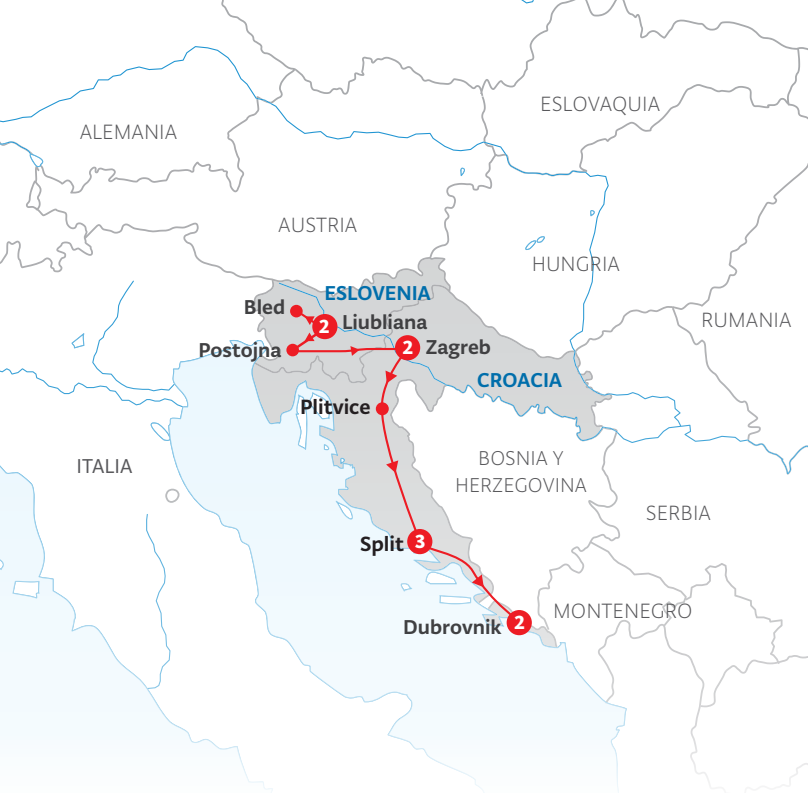 ESLOVAQUIA
ALEMANIA
AUSTRIA
HUNGRIA
ESLOVENIA
Bled
2 Liubliana
RUMANIA
Postojna
2 Zagreb
CROACIA
Plitvice
ITALIA
BOSNIA Y
HERZEGOVINA
SERBIA
Split 3
MONTENEGRO
Dubrovnik 2